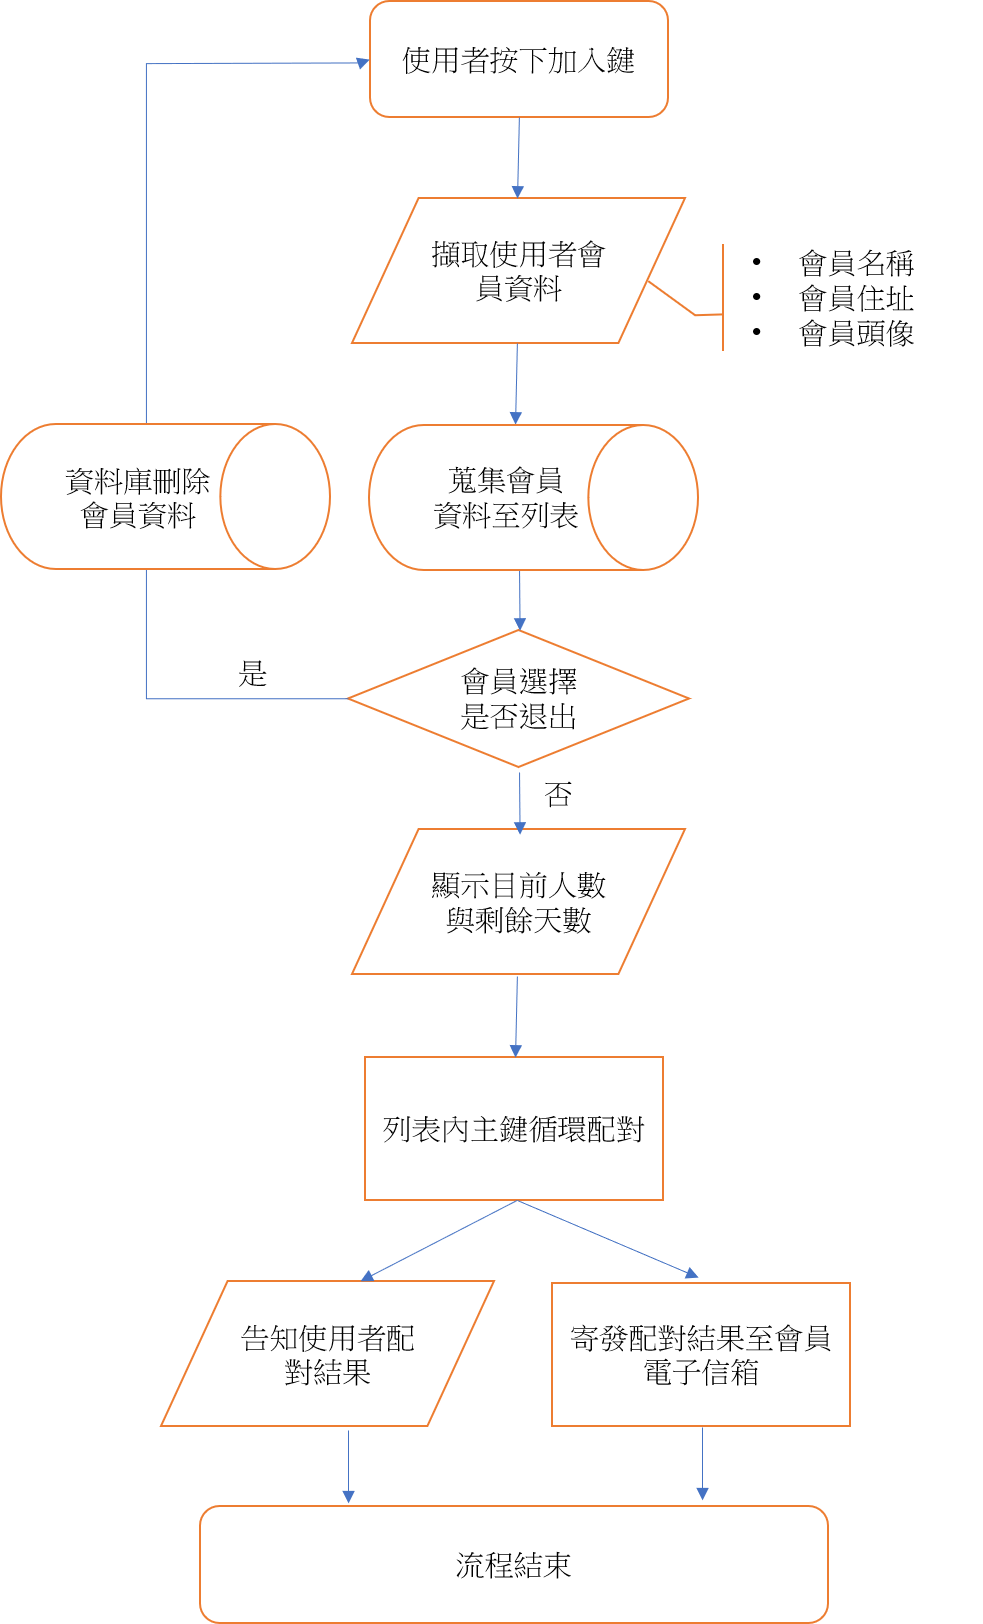 使用者按下加入鍵
擷取使用者會
員資料
• 會員名稱
• 會員住址
• 會員頭像
資料庫刪除
會員資料
蒐集會員
資料至列表
是
會員選擇
是否退出
否
顯示目前人數
與剩餘天數
列表內主鍵循環配對
告知使用者配
對結果
寄發配對結果至會員
電子信箱
流程結束